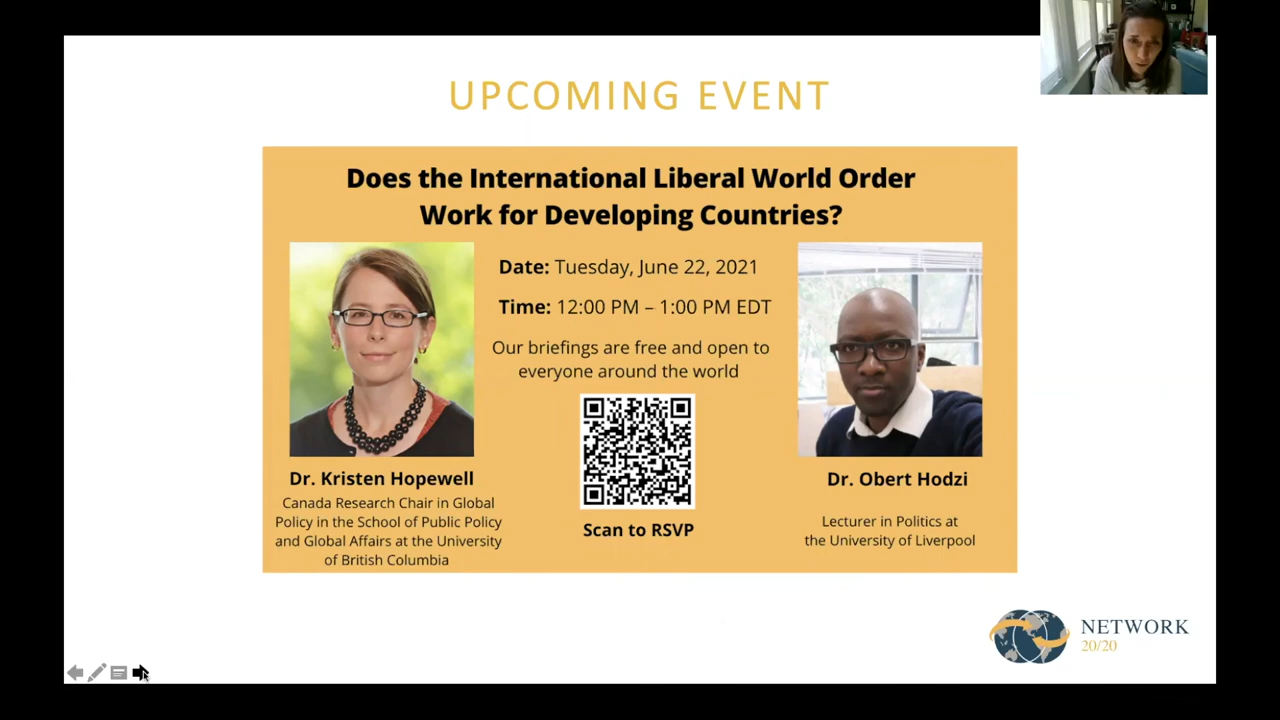 UPCOMING EVENT
Does the International Liberal World Order
Work for Developing Countries?
Date: Tuesday, June 22, 2021
Time: 12:00 PM – 1:00 PM EDT
Our briefings are free and open to
everyone around the world
Scan to RSVP
Dr. Kristen Hopewell
Canada Research Chair in Global
Policy in the School of Public Policy
and Global Affairs at the University
of British Columbia
Dr. Obert Hodzi
Lecturer in Politics at
the University of Liverpool
NETWORK
20/20